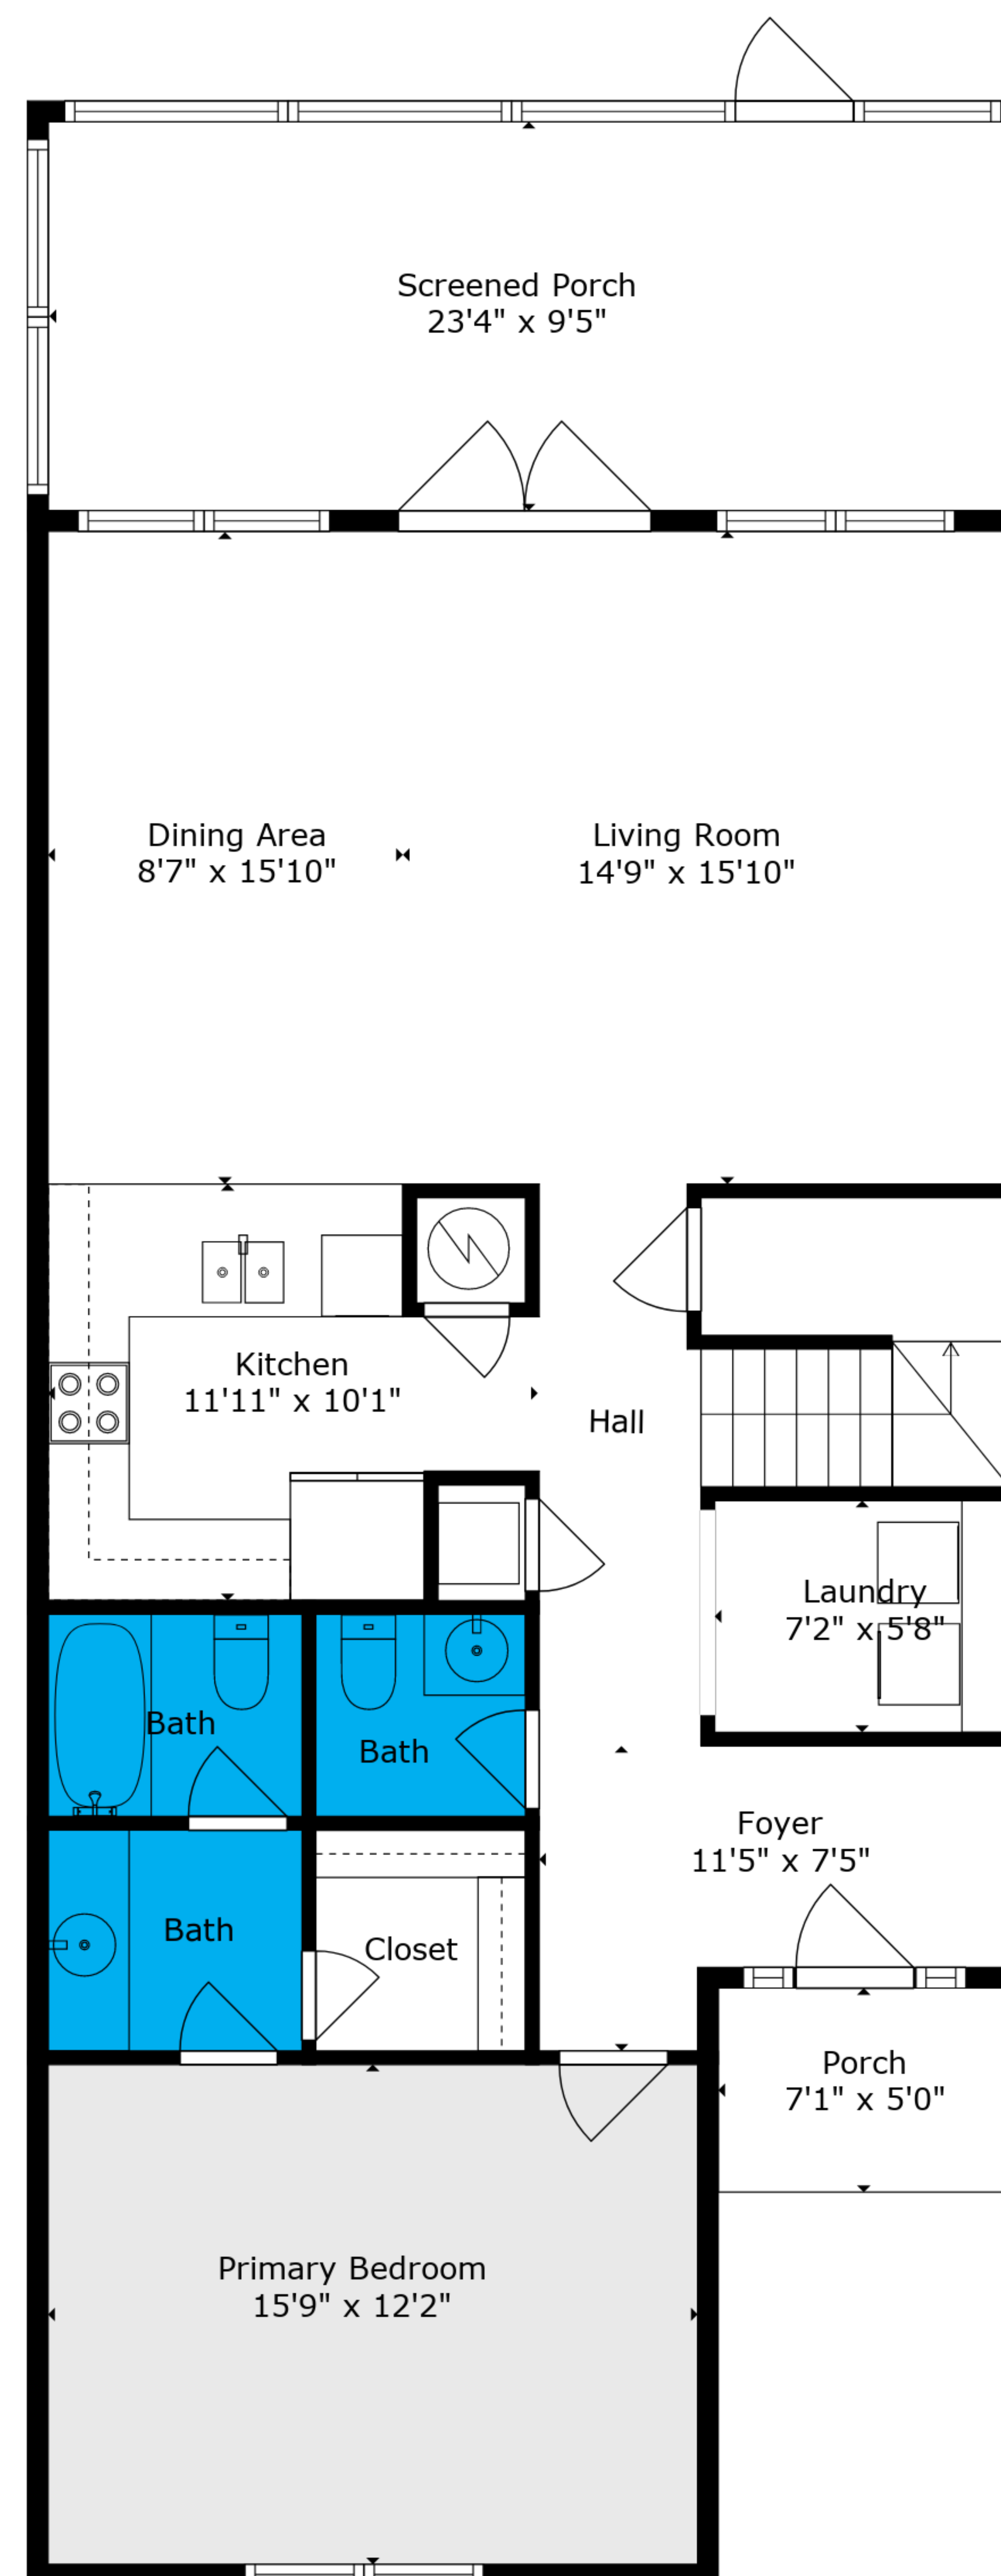 Screened Porch
23'4" x 9'5"
Dining Area
8'7" x 15'10"
Living Room
14'9" x 15'10"
Kitchen
11'11" x 10'1"
Hall
Laundry
7'2" x 5'8"
Bath
Bath
Foyer
11'5" x 7'5"
Bath
Closet
Porch
7'1" x 5'0"
Primary Bedroom
15'9" x 12'2"